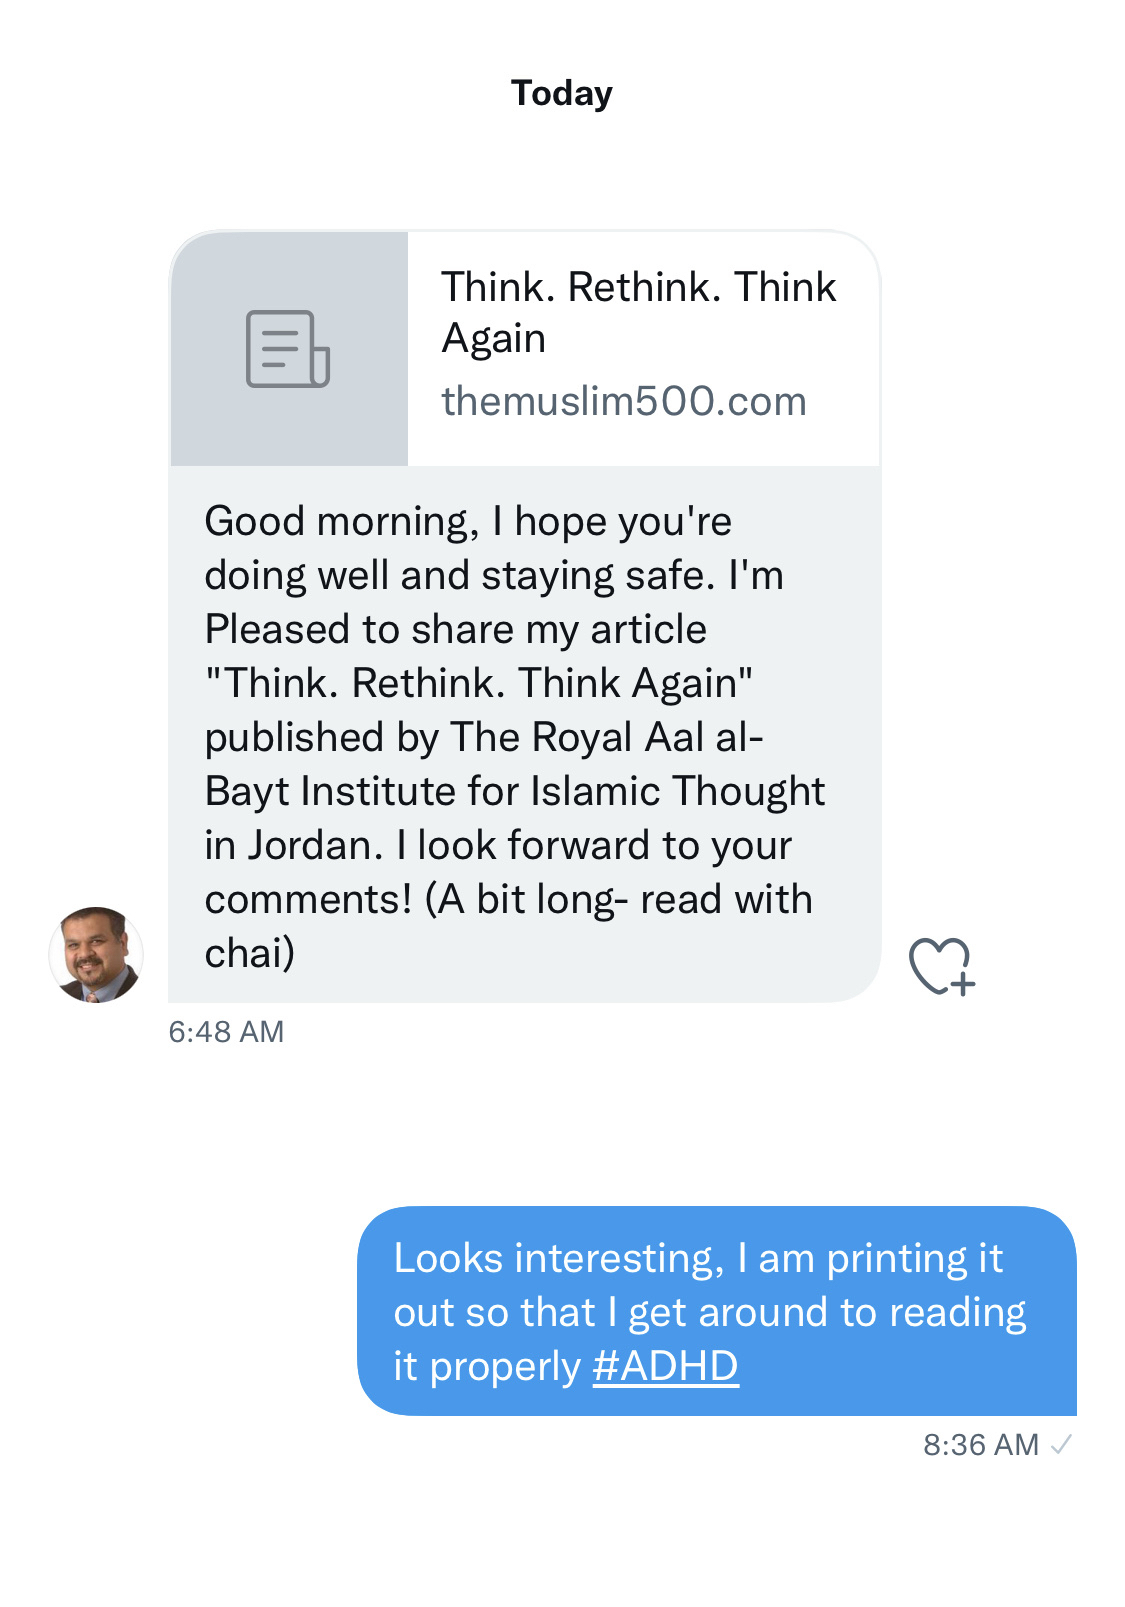 Today
Think. Rethink. Think
Again
themuslim500.com
Good morning, I hope you're
doing well and staying safe. I'm
Pleased to share my article
"Think. Rethink. Think Again"
published by The Royal Aal al-
Bayt Institute for Islamic Thought
in Jordan. I look forward to your
comments! (A bit long- read with
chai)
6:48 AM
Looks interesting, I am printing it
out so that I get around to reading
it properly #ADHD
8:36 AM